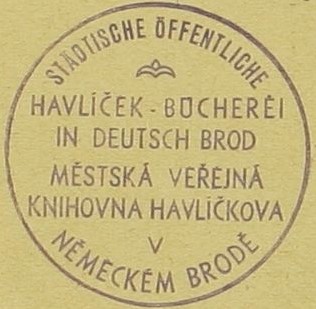 STÄDTISCHE ÖFFENTLICHE
HAVLÍČEK-BÜCHEREI
IN DEUTSCH BROD
MĚSTSKÁ VEŘEJNÁ
KNIHOVNA HAVLÍČKOVA
V
NĚMECKÉM BRODĚ